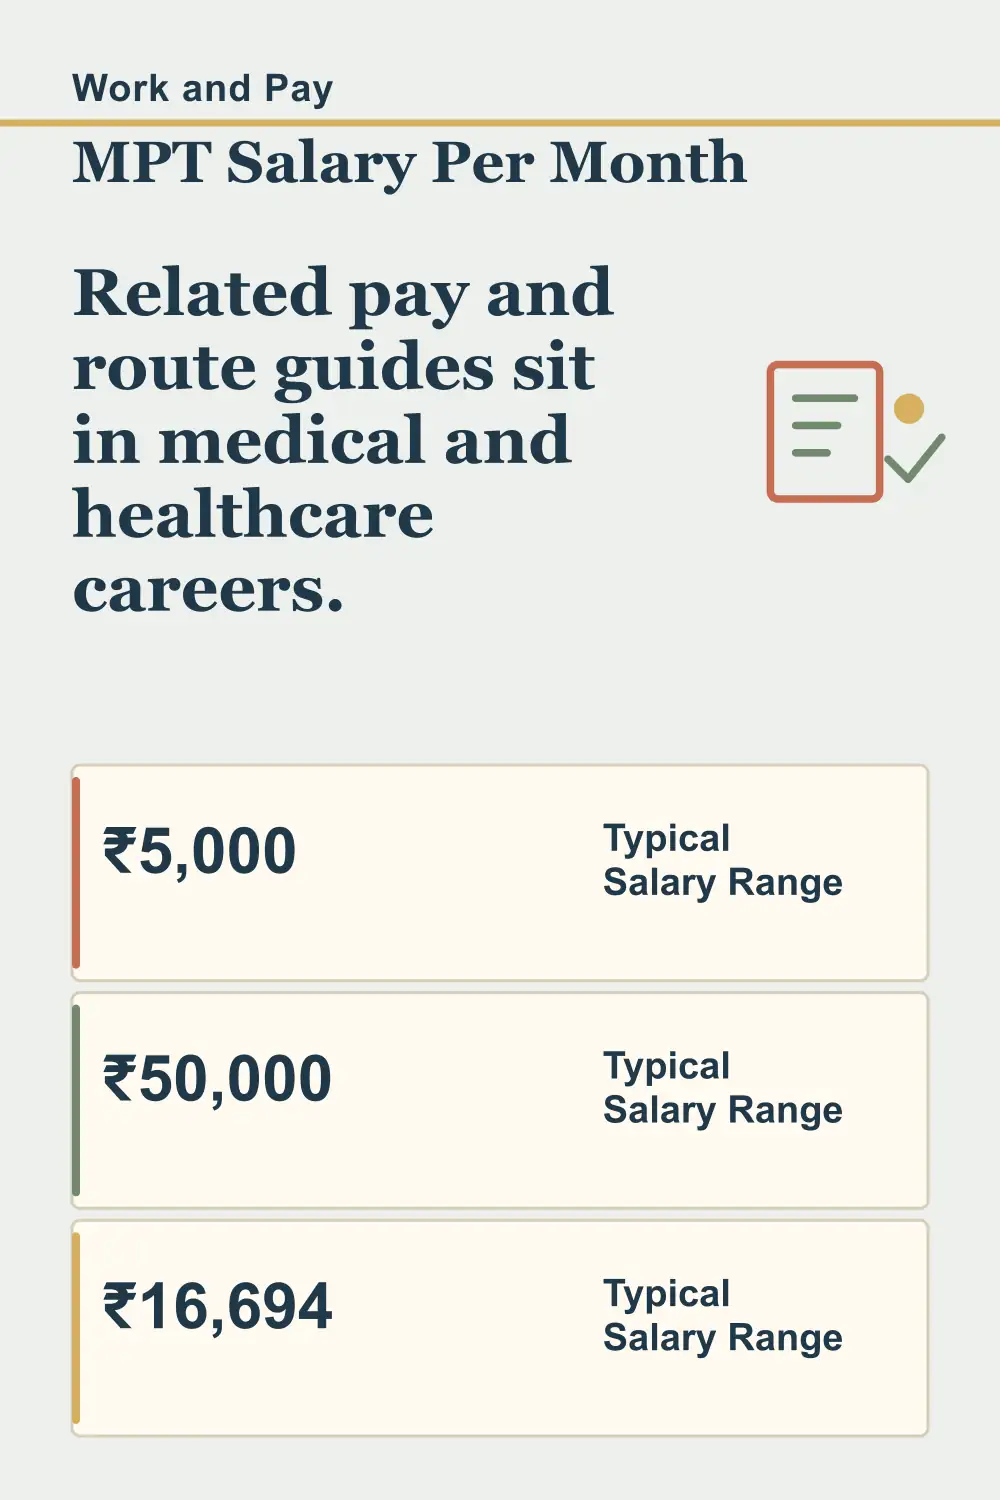 Work and Pay
MPT Salary Per Month
Related pay and
route guides sit
in medical and
healthcare
careers.
₹5,000
Typical
Salary Range
₹50,000
Typical
Salary Range
₹16,694
Typical
Salary Range